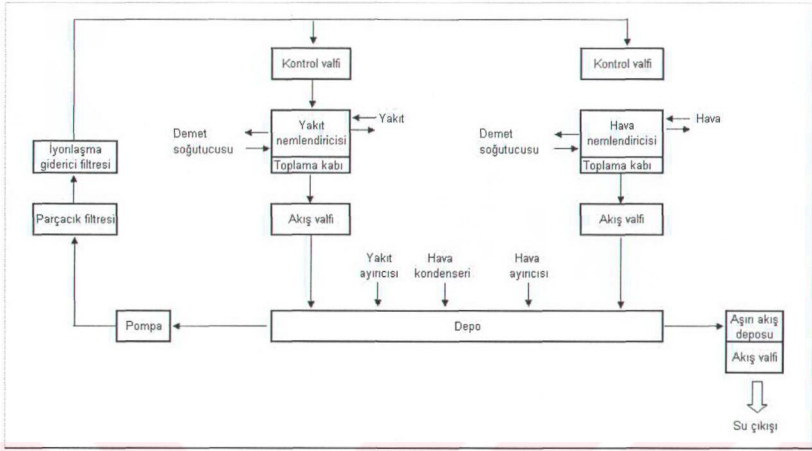 Kontrol valfi
Kontrol valfi
Yakıt
nemlendiricisi
Toplama kabı
Yakıt
Demet
soğutucusu
Hava
nemlendiricisi
Toplama kabı
Hava
Demet
soğutucusu
İyonlaşma
giderici filtresi
Parçacık filtresi
Akış valfi
Akış valfi
Yakıt
ayırıcısı
Hava
kondenseri
Hava
ayırıcısı
Pompa
Depo
Aşırı akış
deposu
Akış valfi
Su çıkışı